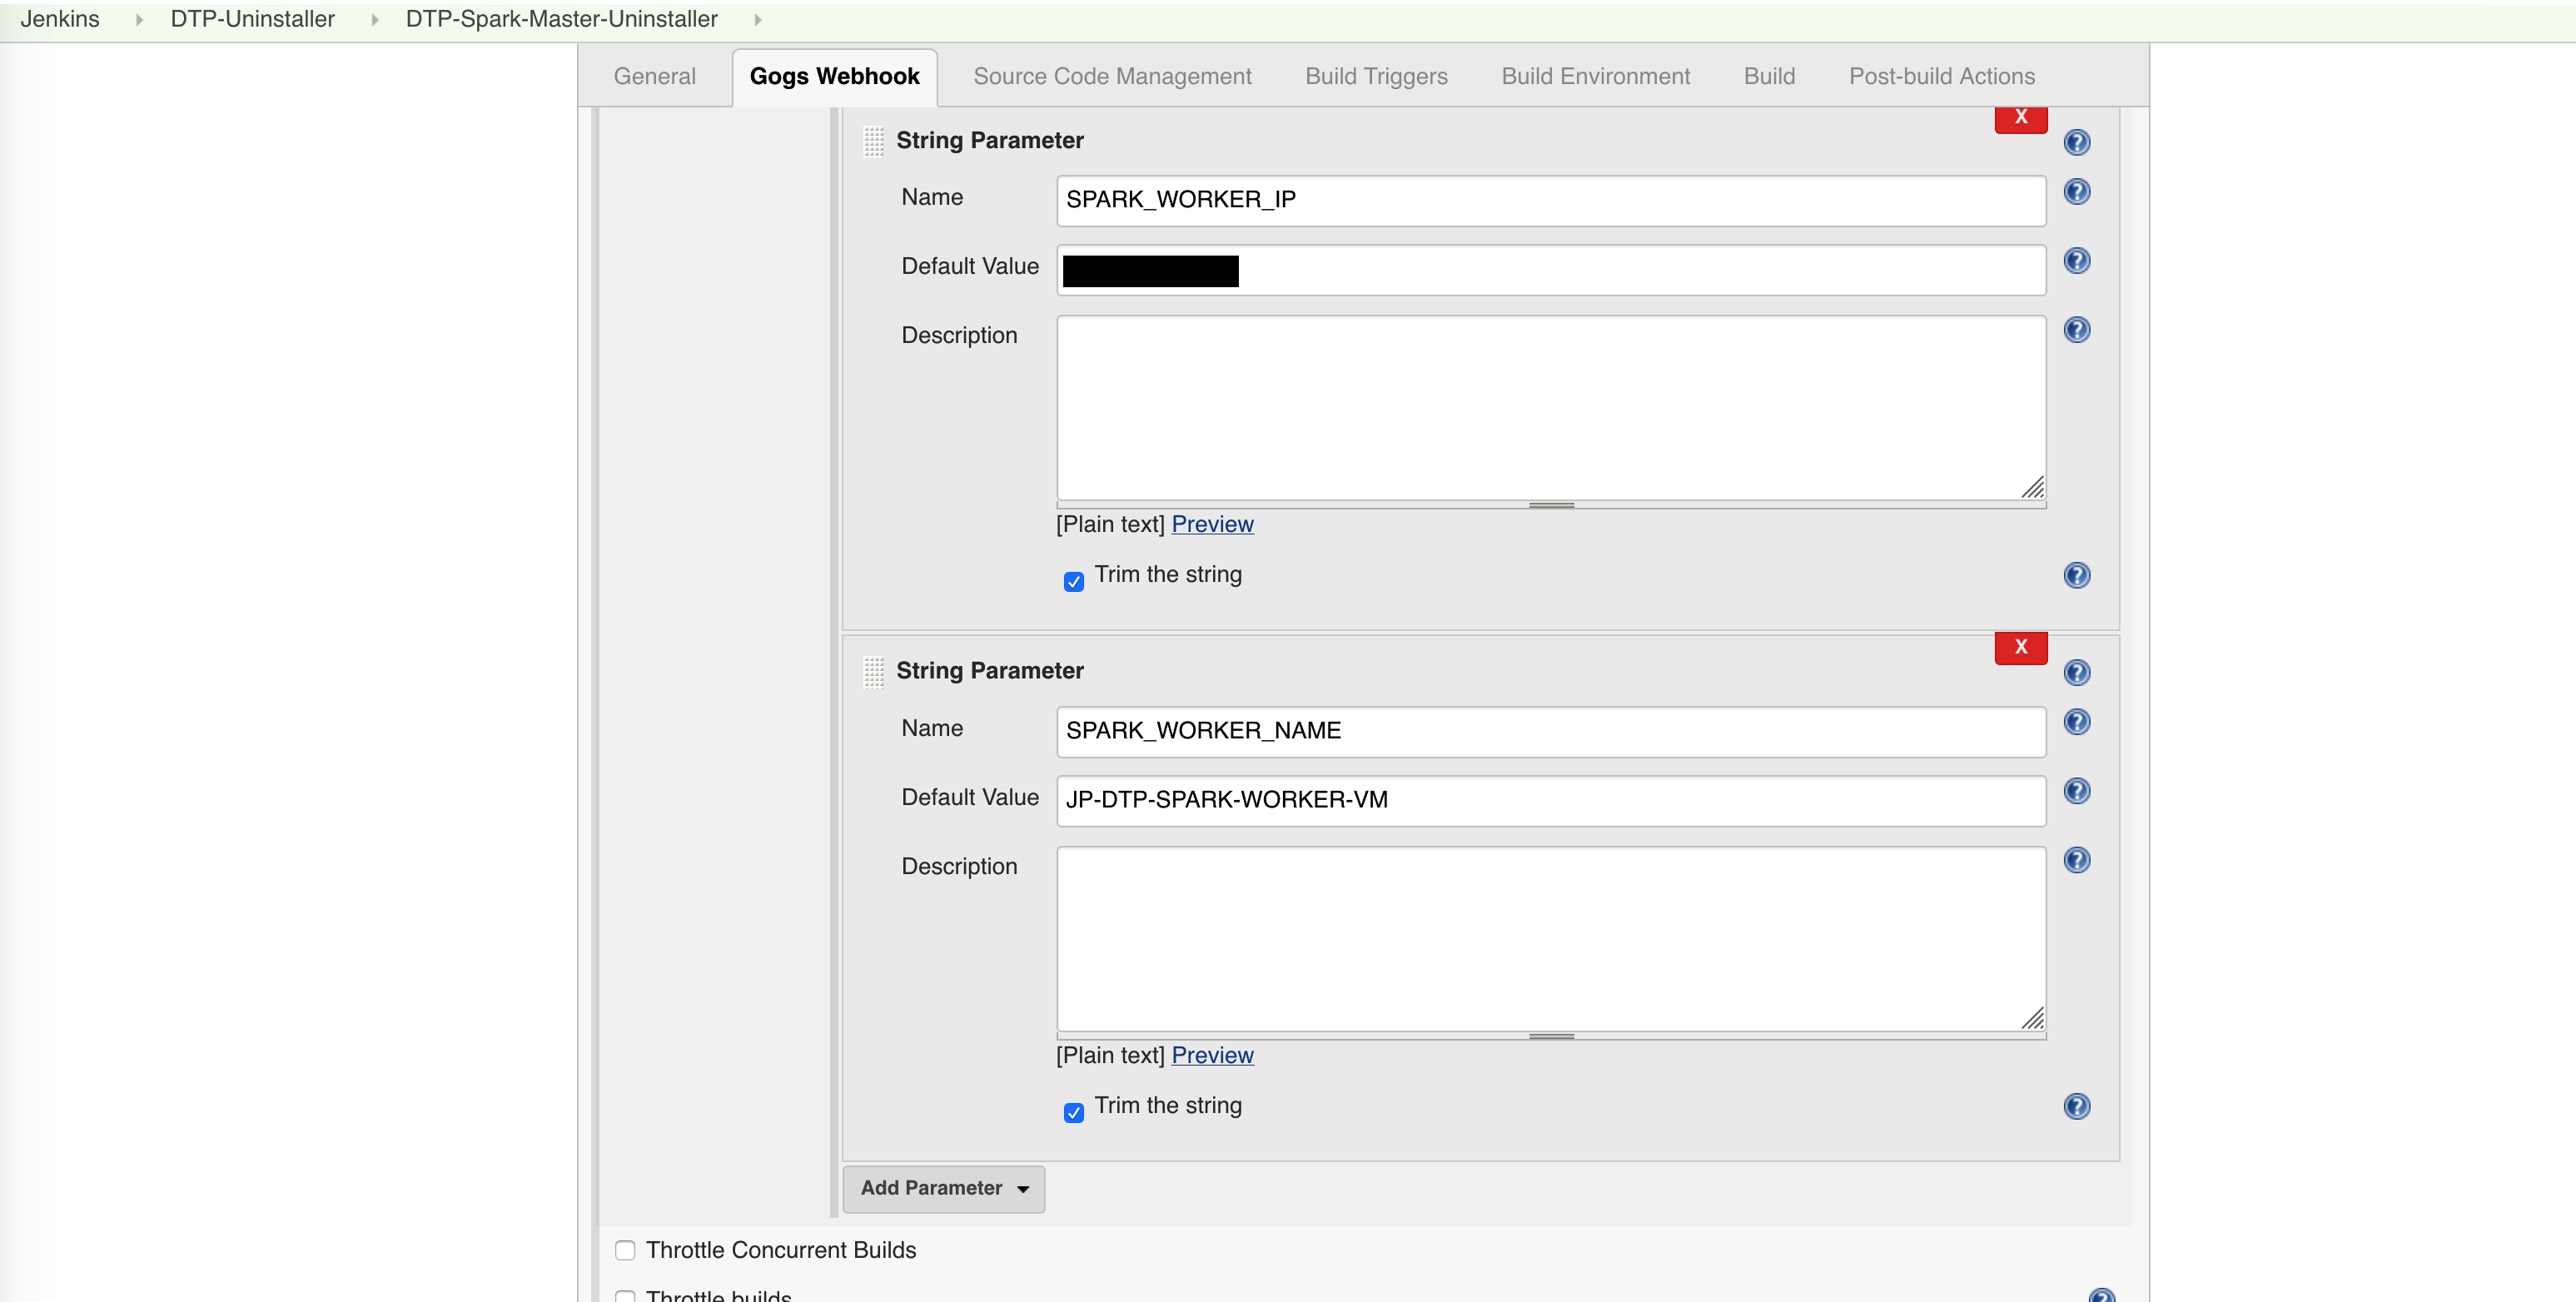 Jenkins DTP-Uninstaller DTP-Spark-Master-Uninstaller
General Gogs Webhook Source Code Management Build Triggers Build Environment Build Post-build Actions
X
String Parameter
Name SPARK_WORKER_IP
Default Value
Description
[Plain text] Preview
Trim the string
X
String Parameter
Name SPARK_WORKER_NAME
Default Value JP-DTP-SPARK-WORKER-VM
Description
[Plain text] Preview
Trim the string
Add Parameter
Throttle Concurrent Builds
Throttle builds